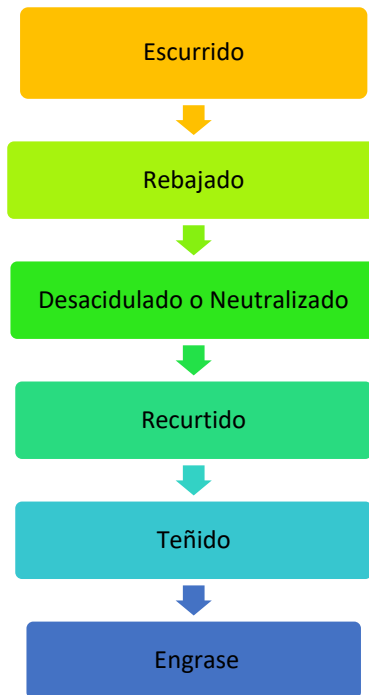 Escurrido
Rebajado
Desacidulado o Neutralizado
Recurtido
Teñido
Engrase